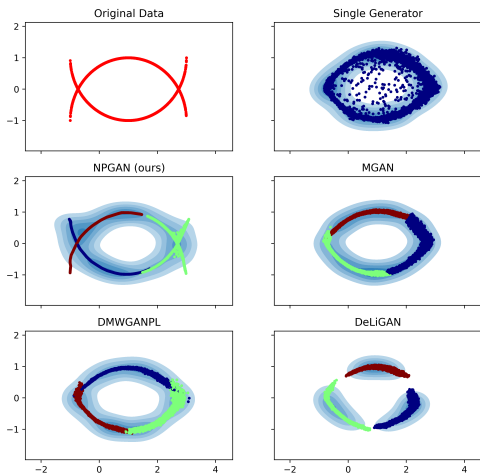 Original Data
Single Generator
2
1
0
−1
NPGAN (ours)
MGAN
2
1
0
−1
DMWGANPL
DeLiGAN
2
1
0
−1
−2 0 2 4
−2 0 2 4